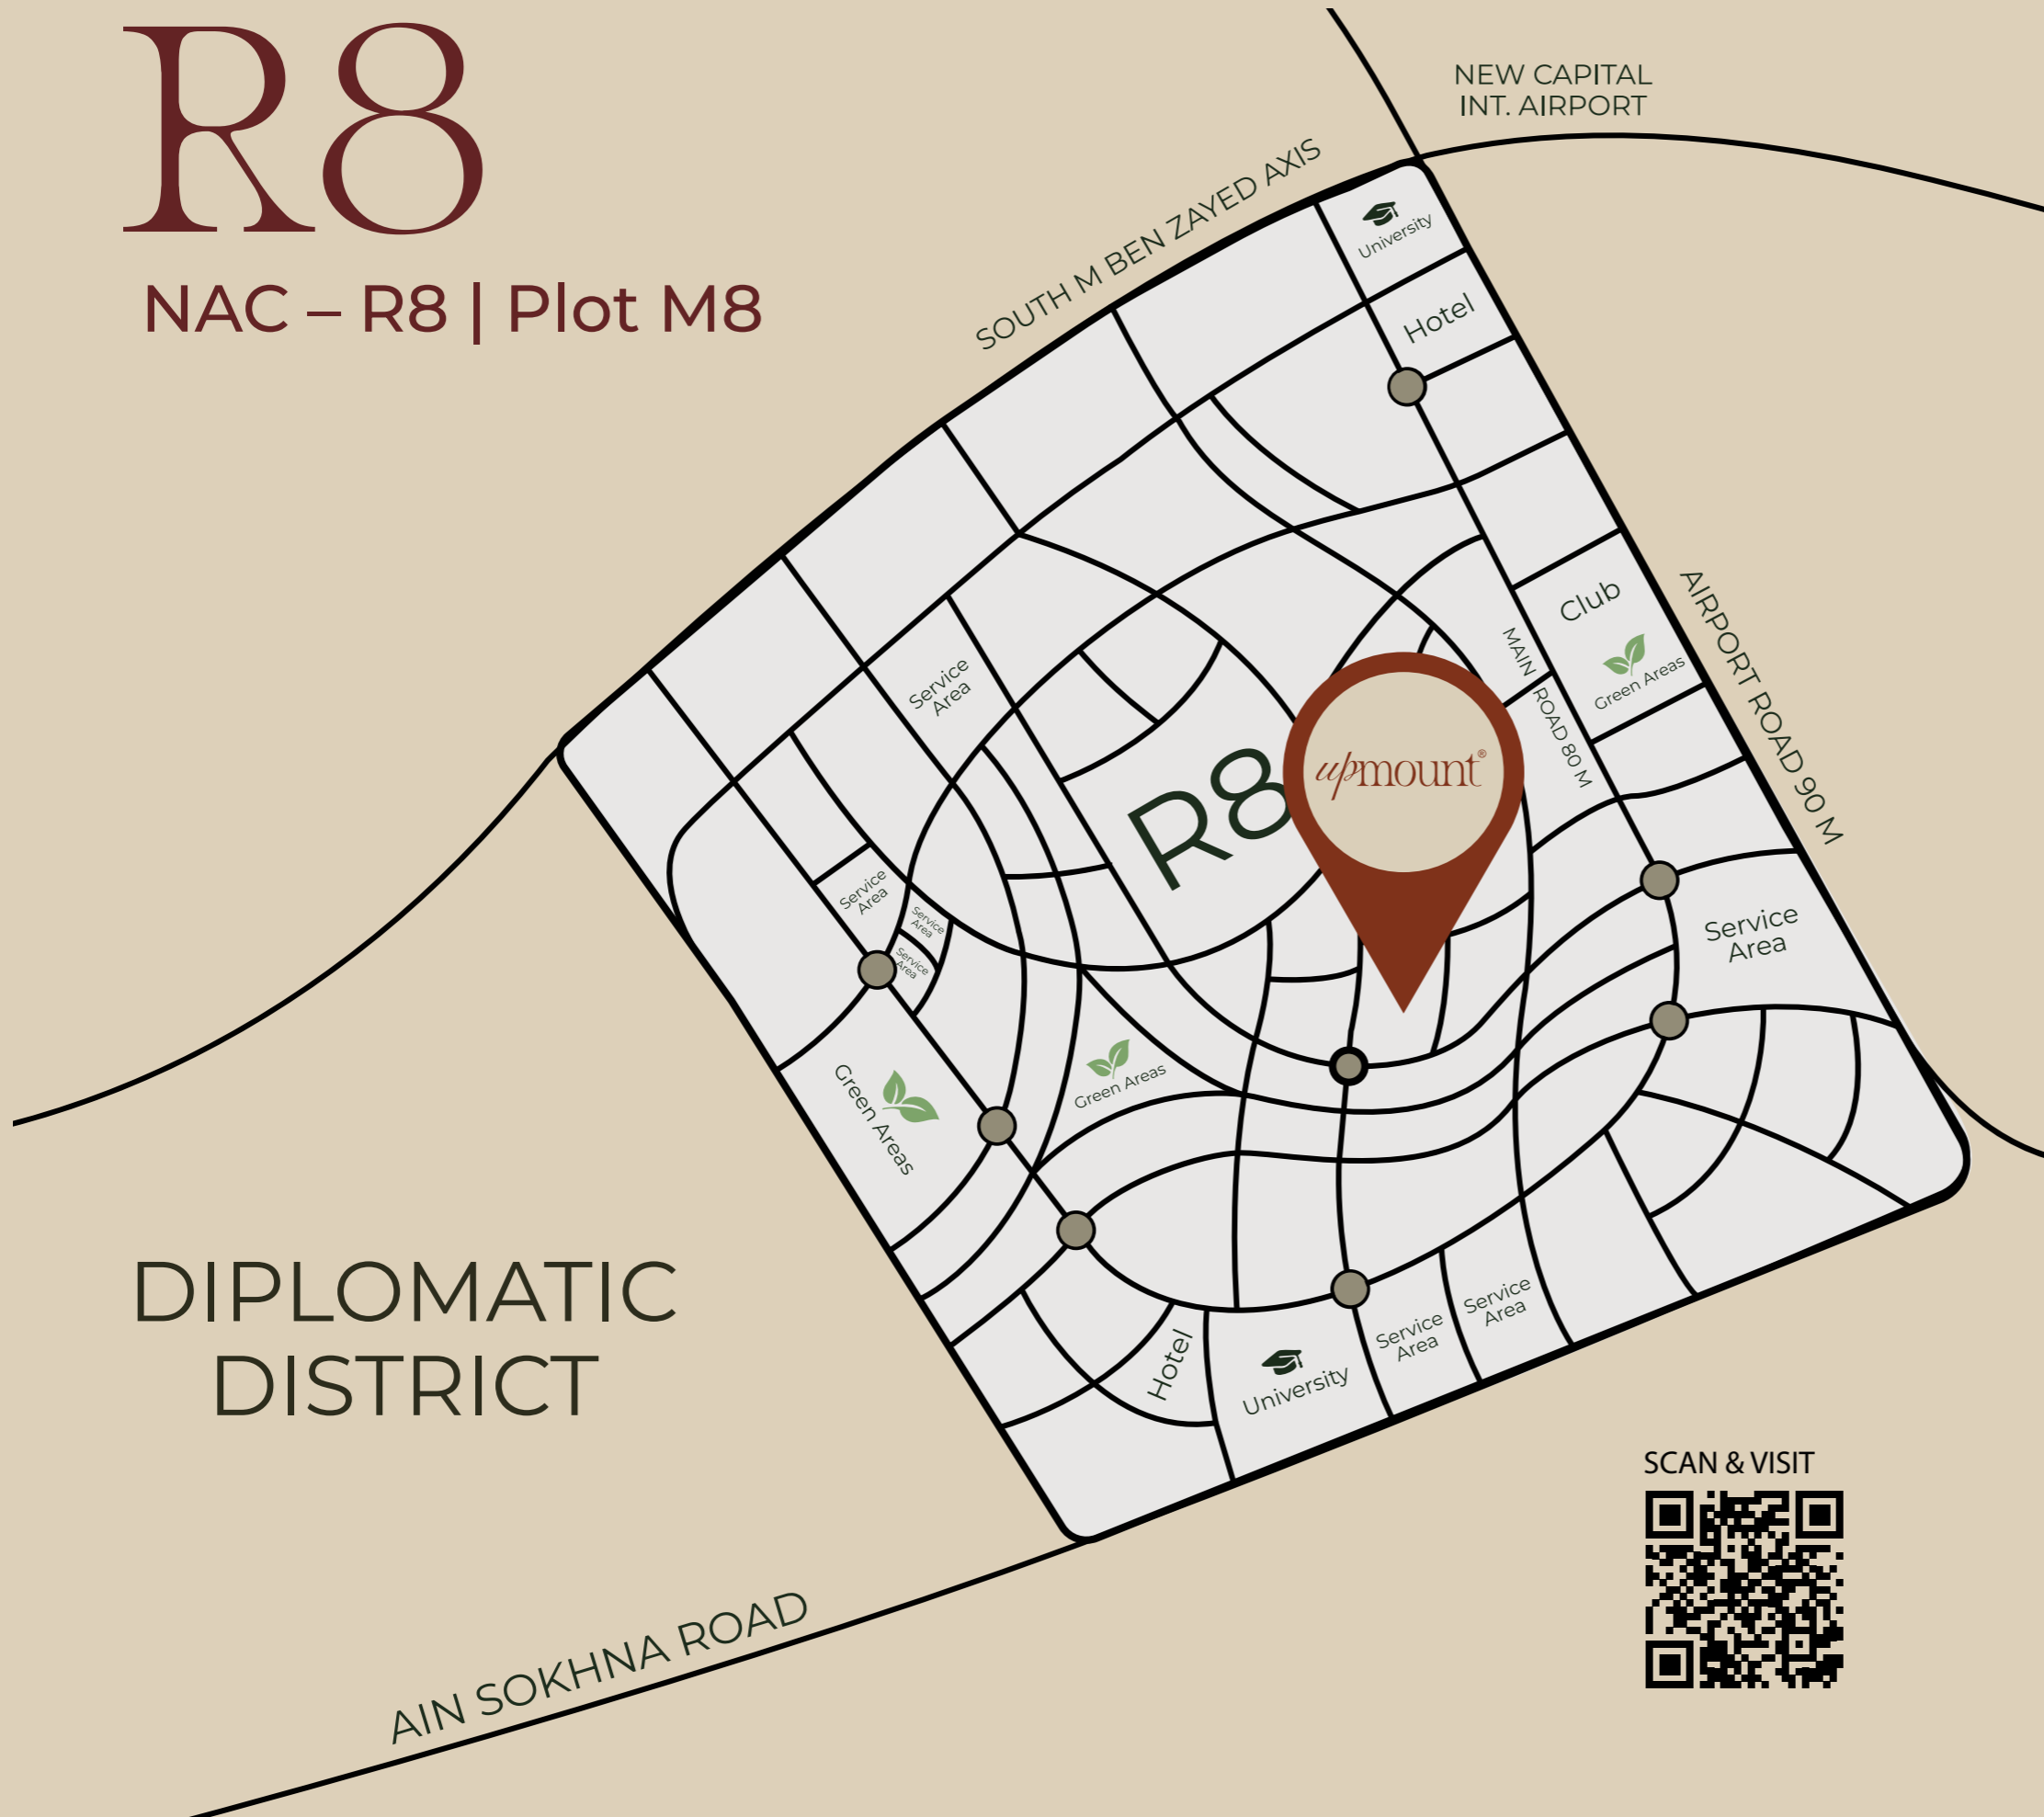 R8
NAC – R8 | Plot M8
NEW CAPITAL
INT. AIRPORT
SOUTH M BEN ZAYED AXIS
University
Hotel
Club
Green Areas
AIRPORT ROAD 90 M
MAIN ROAD 80 M
Service
Area
R8
upmount®
Service
Area
Service
Area
Service
Area
Service
Area
Green Areas
Green Areas
Hotel
University
Service
Area
Service
Area
DIPLOMATIC
DISTRICT
AIN SOKHNA ROAD
SCAN & VISIT